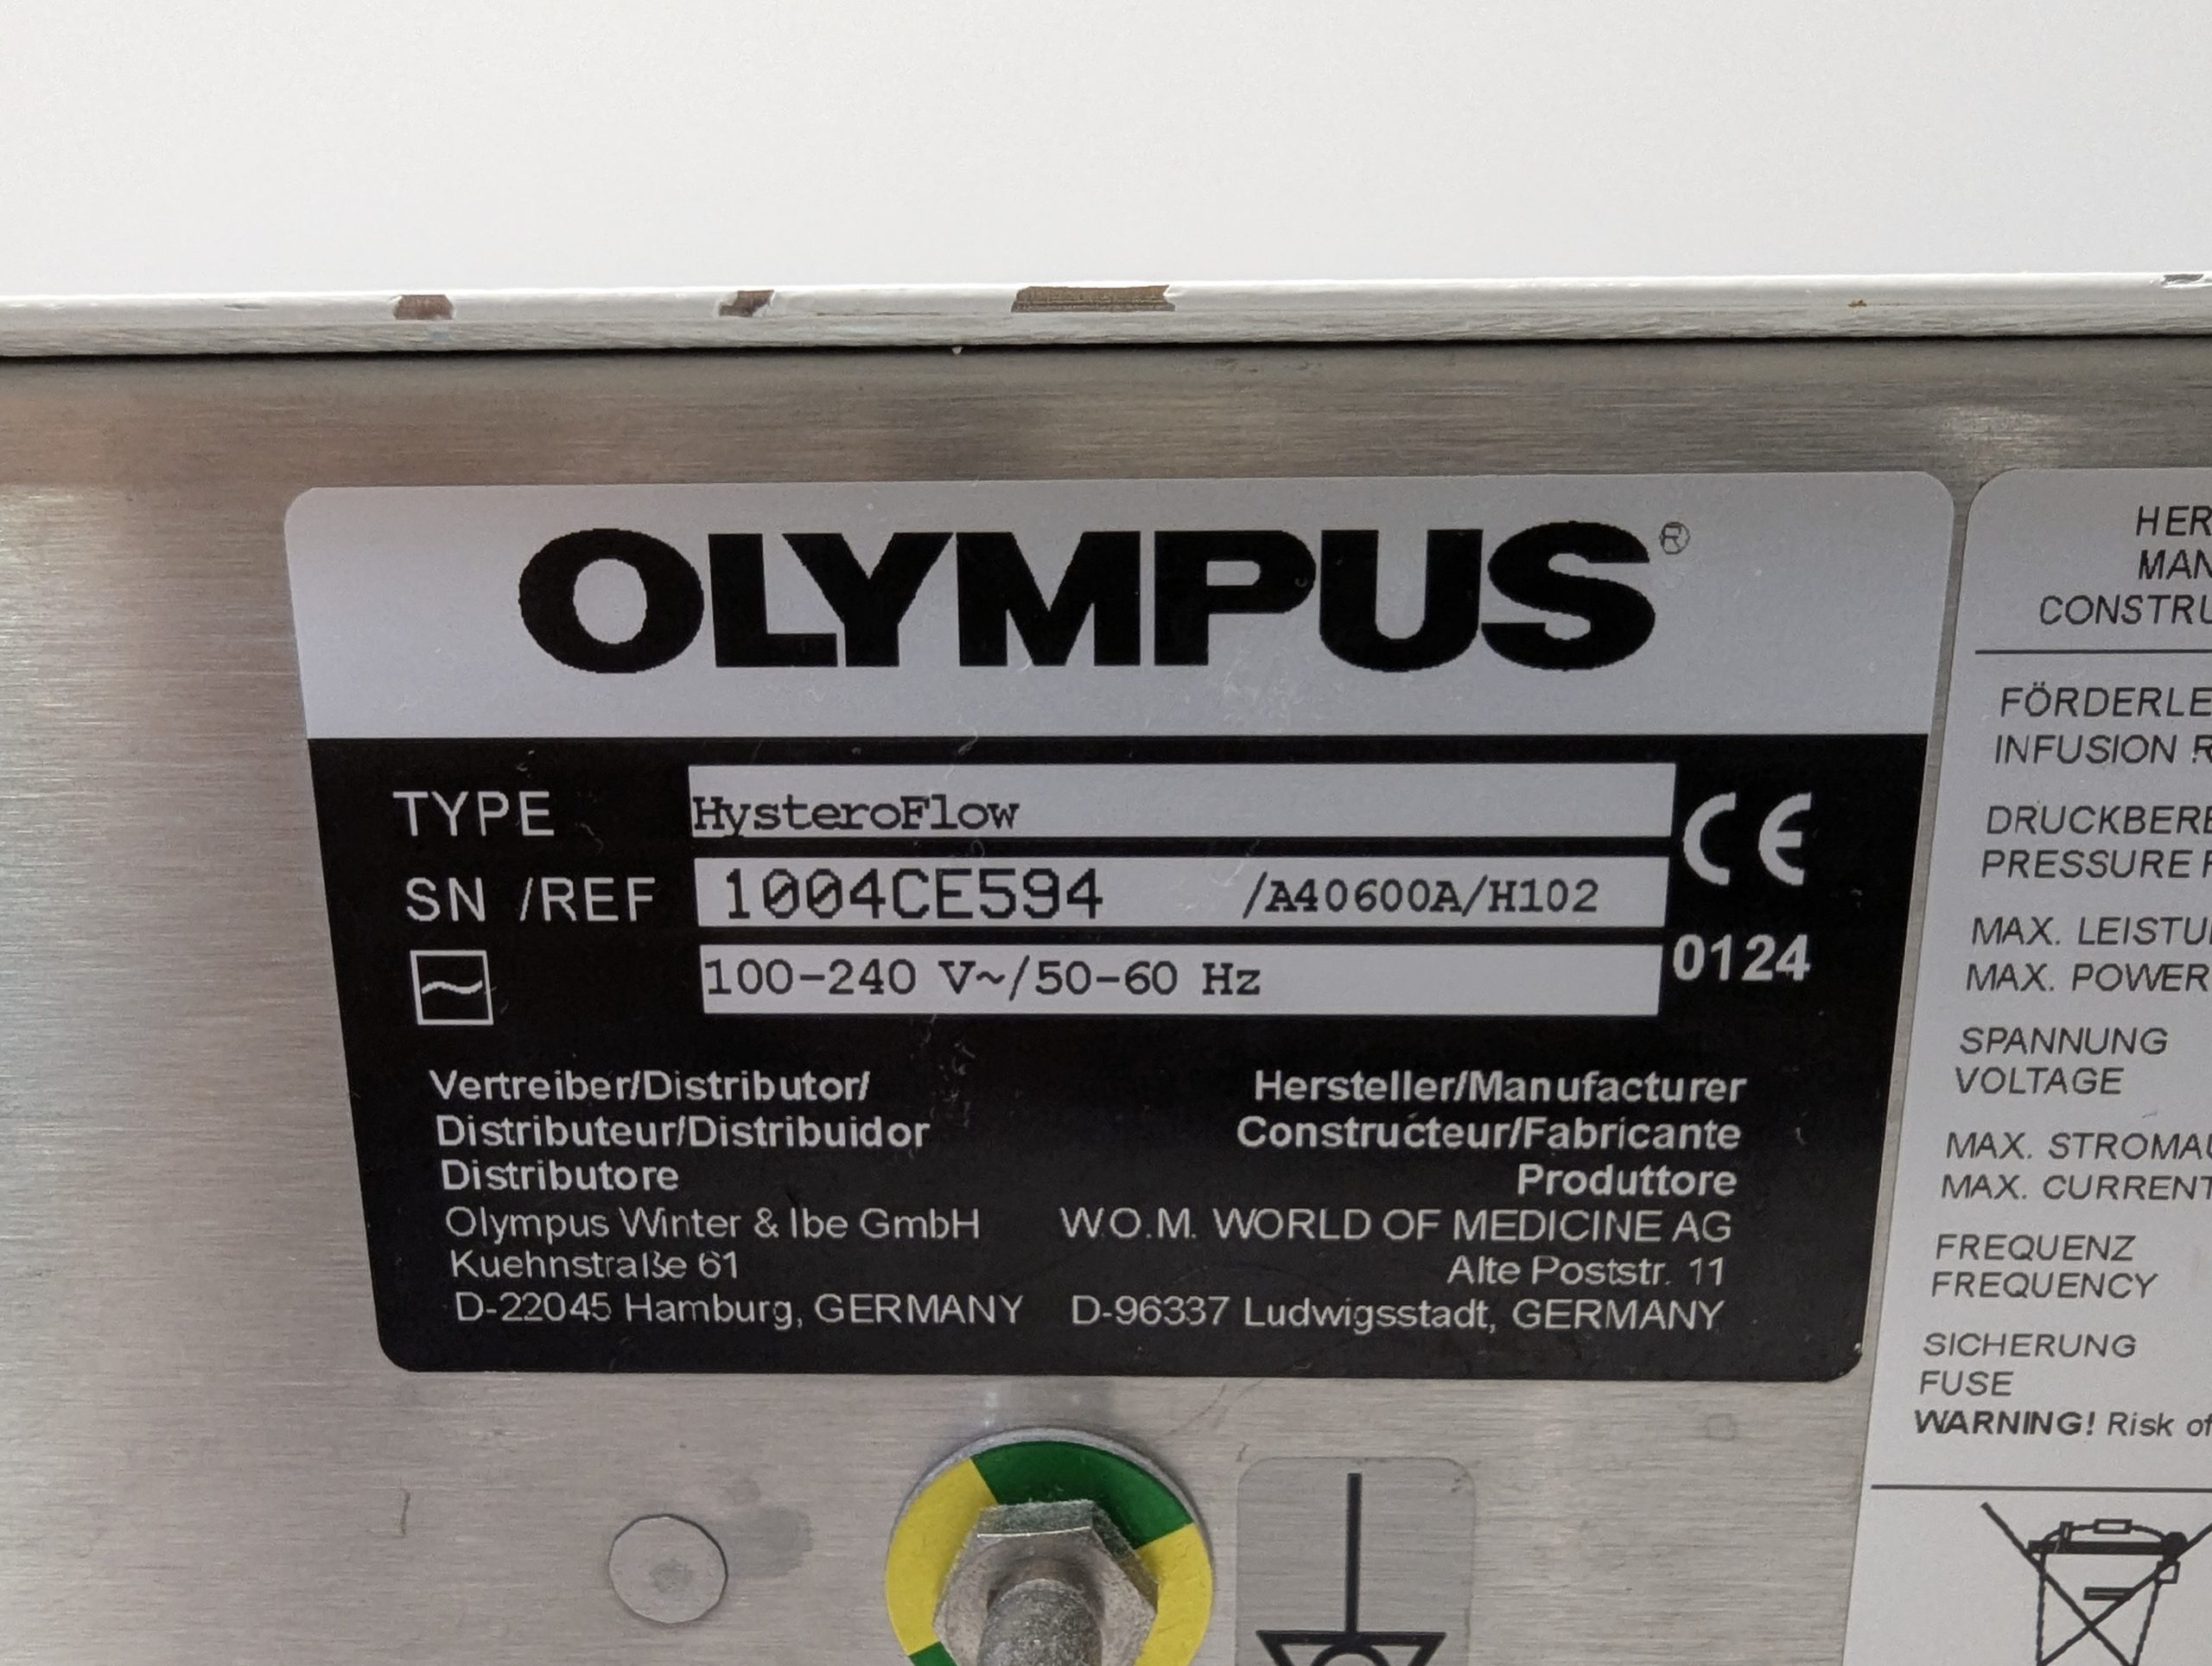 OLYMPUS®
TYPE HysteroFlow
SN /REF 1004CE594 /A40600A/H102
100-240 V~/50-60 Hz
CE
0124
Vertreiber/Distributor/
Distributeur/Distribuidor
Distributore
Olympus Winter & Ibe GmbH
Kuehnstraße 61
D-22045 Hamburg, GERMANY
Hersteller/Manufacturer
Constructeur/Fabricante
Produttore
W.O.M. WORLD OF MEDICINE AG
Alte Poststr. 11
D-96337 Ludwigsstadt, GERMANY
HER
MAN
CONSTRU
FÖRDERLE
INFUSION R
DRUCKBERE
PRESSURE
MAX. LEISTU
MAX. POWER
SPANNUNG
VOLTAGE
MAX. STROMAU
MAX. CURRENT
FREQUENZ
FREQUENCY
SICHERUNG
FUSE
WARNING! Risk of